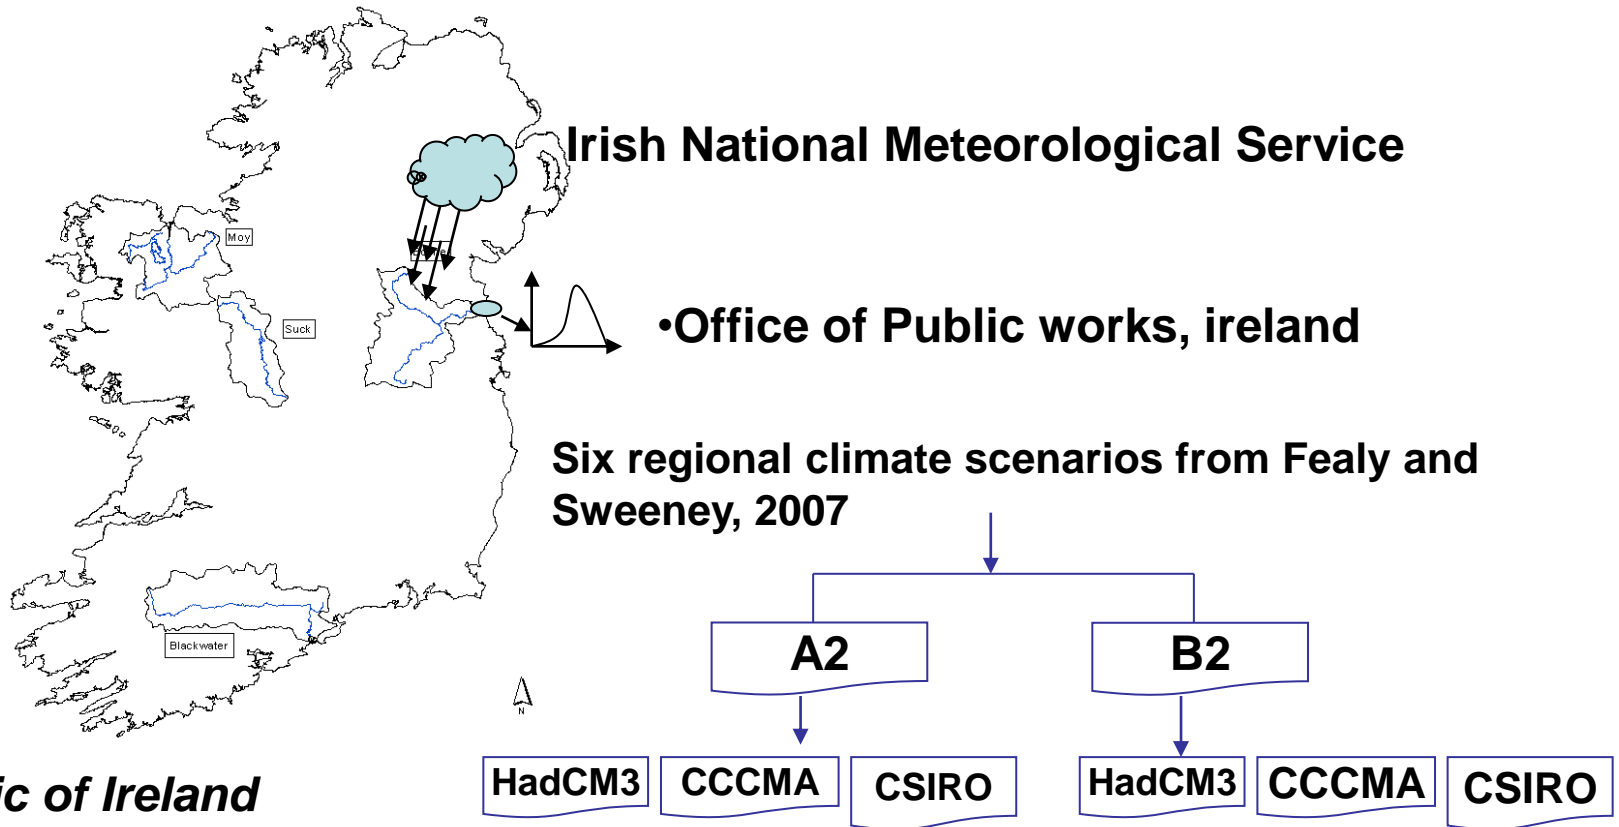 Irish National Meteorological Service
Moy
Suck
•Office of Public works, ireland
Six regional climate scenarios from Fealy and
Sweeney, 2007
Blackwater
A2
B2
N
HadCM3
CCCMA
CSIRO
HadCM3
CCCMA
CSIRO
ic of Ireland